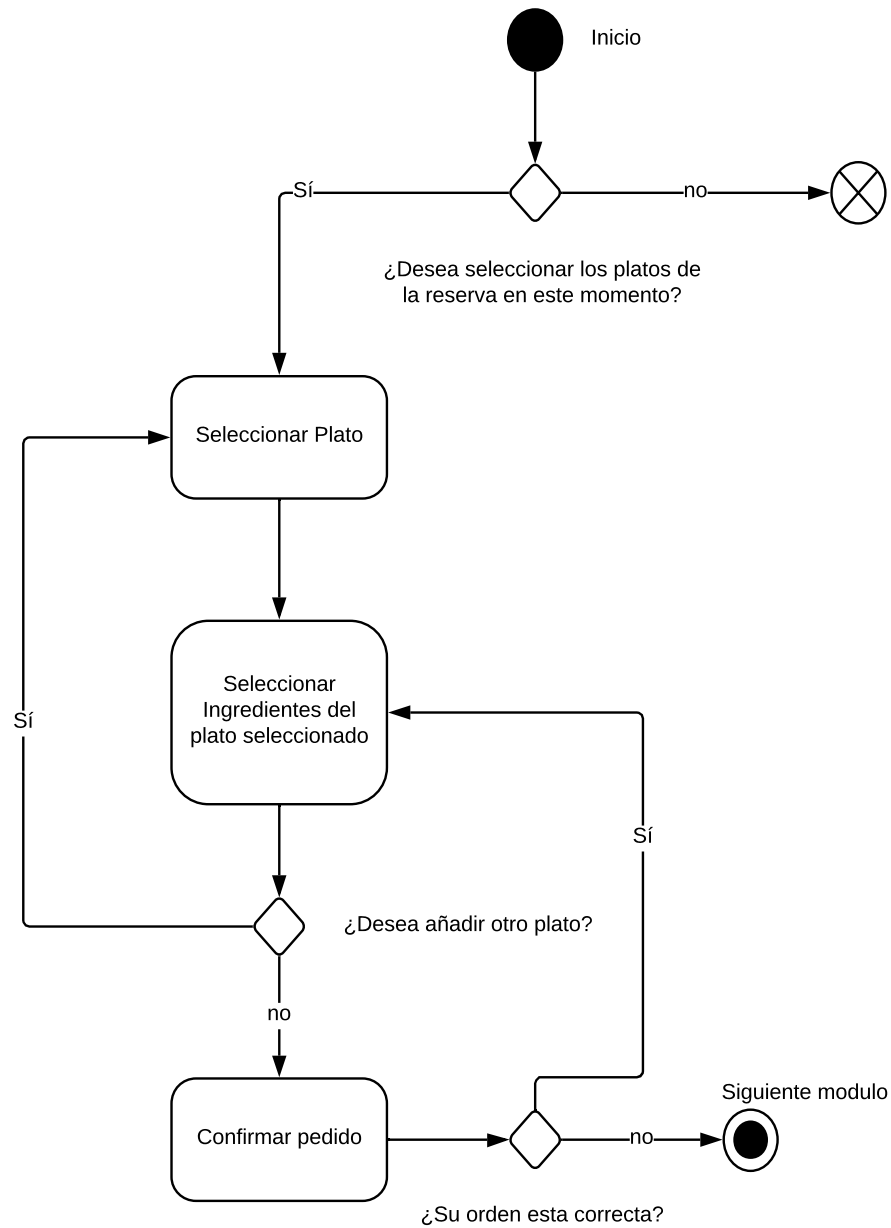 Inicio
Sí
no
¿Desea seleccionar los platos de
la reserva en este momento?
Seleccionar Plato
Seleccionar
Ingredientes del
plato seleccionado
Sí
Sí
¿Desea añadir otro plato?
no
Siguiente modulo
Confirmar pedido
no
¿Su orden esta correcta?